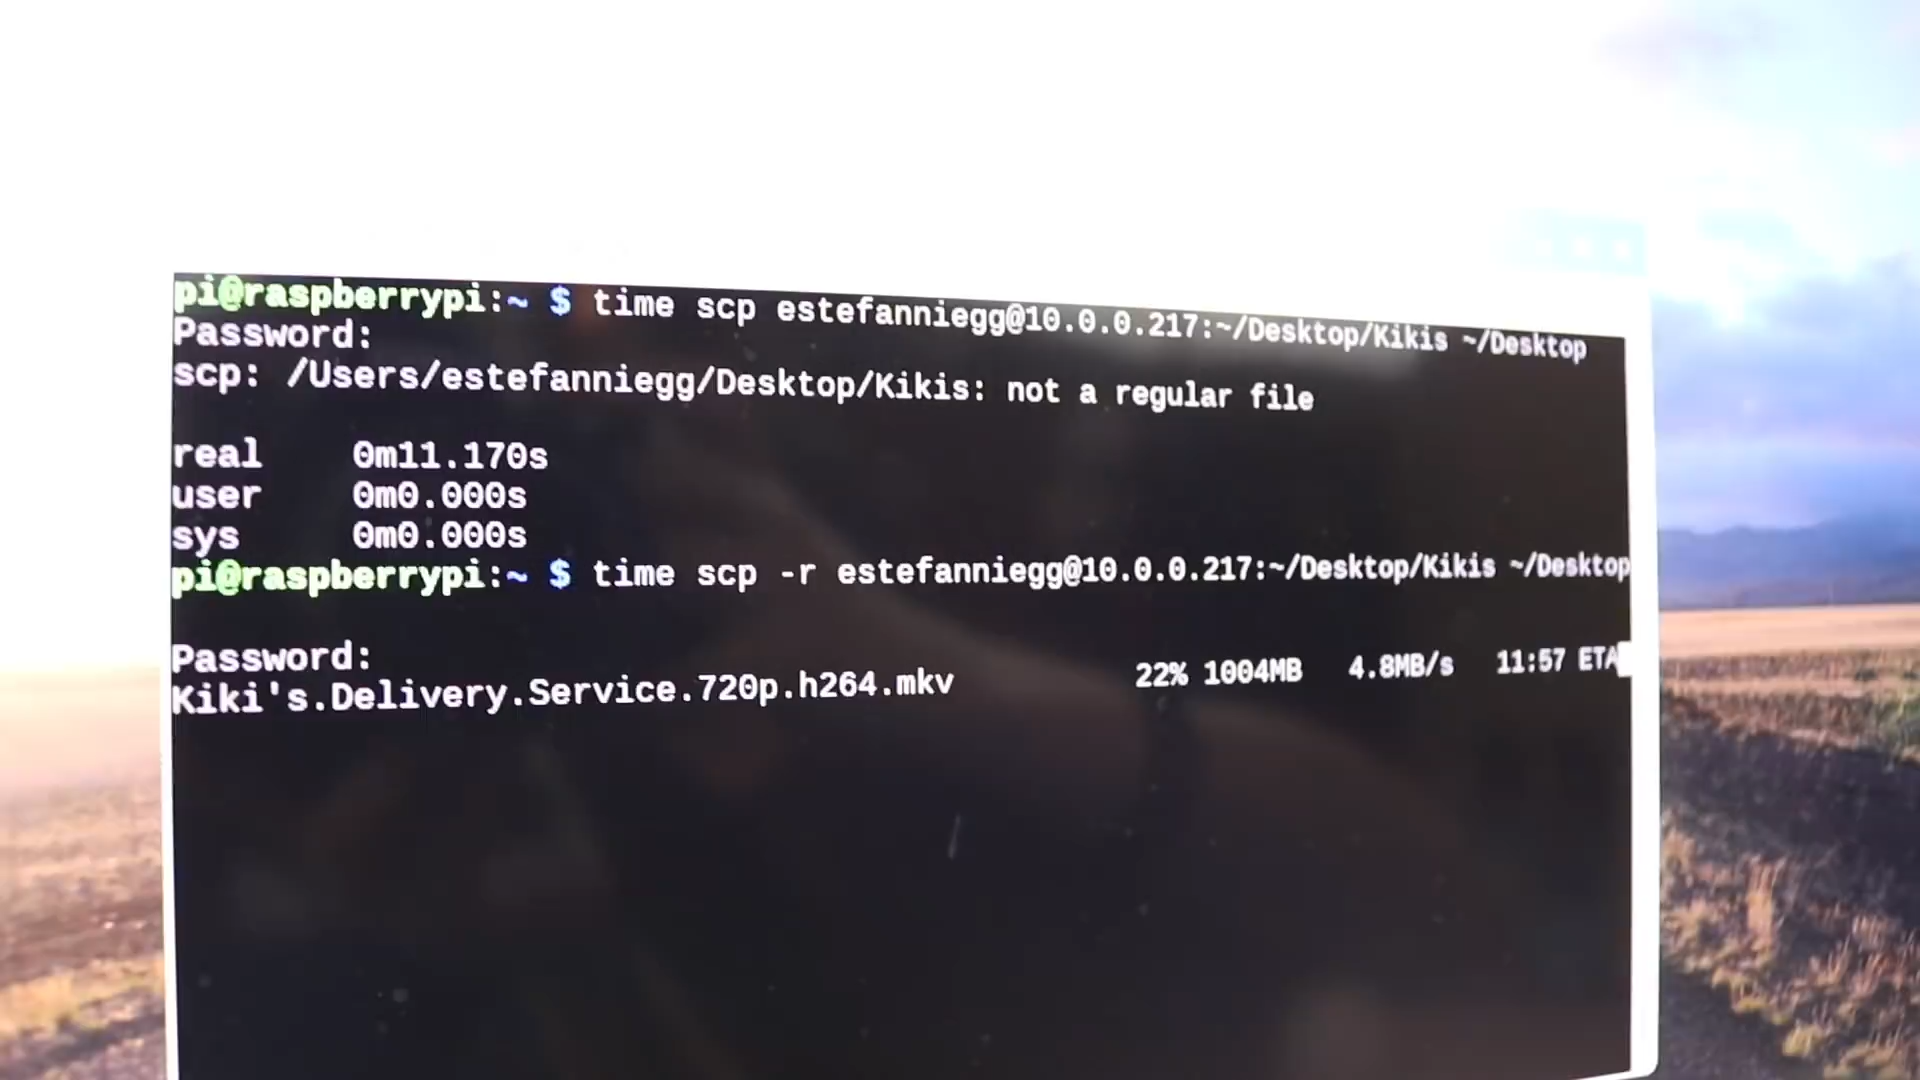 pi@raspberrypi:~ $ time scp estefanniegg@10.0.0.217:~/Desktop/Kikis ~/Desktop
Password:
scp: /Users/estefanniegg/Desktop/Kikis: not a regular file
real 0m11.170s
user 0m0.000s
sys 0m0.000s
pi@raspberrypi:~ $ time scp -r estefanniegg@10.0.0.217:~/Desktop/Kikis ~/Desktop
Password:
Kiki's.Delivery.Service.720p.h264.mkv 22% 1004MB 4.8MB/s 11:57 ETA